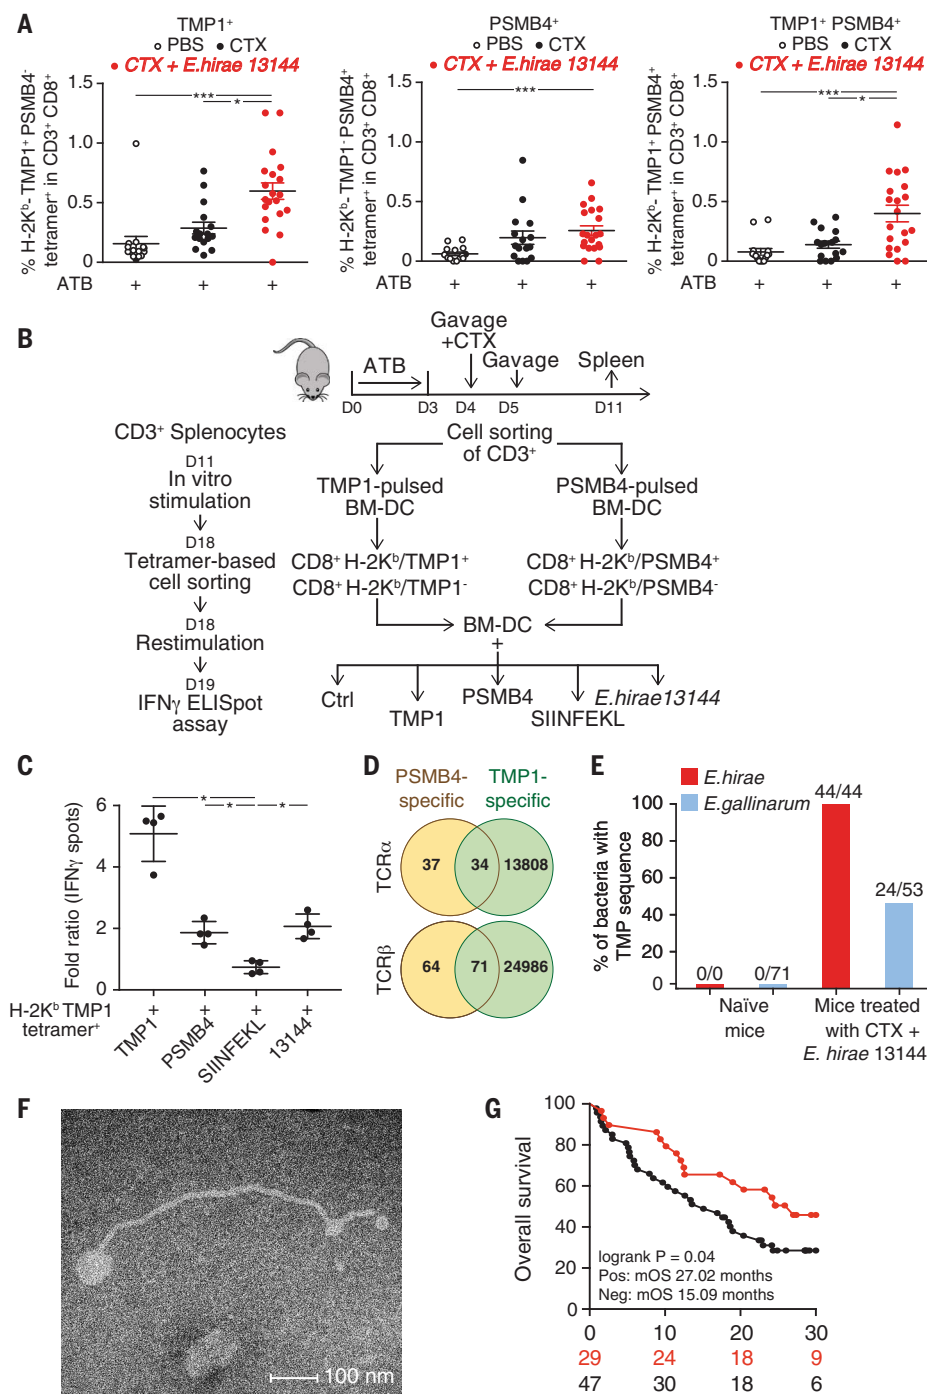 A
TMP1⁺
PBS CTX
CTX + E.hirae 13144
% H-2Kᵇ- TMP1⁺ PSMB4⁻
tetramer⁺ in CD3⁺ CD8⁺
1.5
1.0
0.5
0
***
*
ATB + + +
PSMB4⁺
PBS CTX
CTX + E.hirae 13144
% H-2Kᵇ- TMP1⁻ PSMB4⁺
tetramer⁺ in CD3⁺ CD8⁺
1.5
1.0
0.5
0
***
ATB + + +
TMP1⁺ PSMB4⁺
PBS CTX
CTX + E.hirae 13144
% H-2Kᵇ- TMP1⁺ PSMB4⁺
tetramer⁺ in CD3⁺ CD8⁺
1.5
1.0
0.5
0
***
*
ATB + + +
B
Gavage
+CTX
ATB
Gavage
Spleen
D0 D3 D4 D5 D11
CD3⁺ Splenocytes
D11
In vitro
stimulation
D18
Tetramer-based
cell sorting
D18
Restimulation
D19
IFNγ ELISpot
assay
Cell sorting
of CD3⁺
TMP1-pulsed
BM-DC
PSMB4-pulsed
BM-DC
CD8⁺ H-2Kᵇ/TMP1⁺
CD8⁺ H-2Kᵇ/TMP1⁻
CD8⁺ H-2Kᵇ/PSMB4⁺
CD8⁺ H-2Kᵇ/PSMB4⁻
BM-DC
+
Ctrl
TMP1
PSMB4
SIINFEKL
E.hirae13144
C
Fold ratio (IFNγ spots)
6
4
2
0
* * *
H-2Kᵇ TMP1
tetramer⁺
+ + + +
TMP1
PSMB4
SIINFEKL
13144
D
PSMB4-
specific
TMP1-
specific
TCRα
37 34 13808
TCRβ
64 71 24986
E
E.hirae
E.gallinarum
% of bacteria with
TMP sequence
100
80
60
40
20
0
0/0
0/71
44/44
24/53
Naïve
mice
Mice treated
with CTX +
E. hirae 13144
F
100 nm
G
Overall survival
100
80
60
40
20
0
logrank P = 0.04
Pos: mOS 27.02 months
Neg: mOS 15.09 months
0 10 20 30
29 24 18 9
47 30 18 6